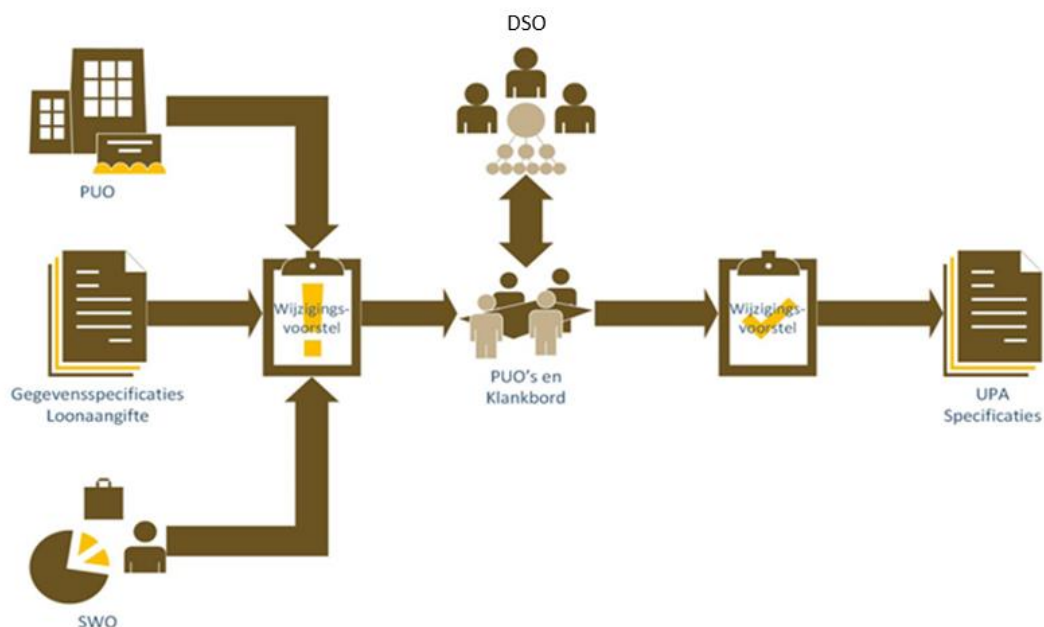 DSO
PUO
Gegevensspecificaties
Loonaangifte
SWO
Wijzigings-
voorstel
PUO's en
Klankbord
Wijzigings-
voorstel
UPA
Specificaties